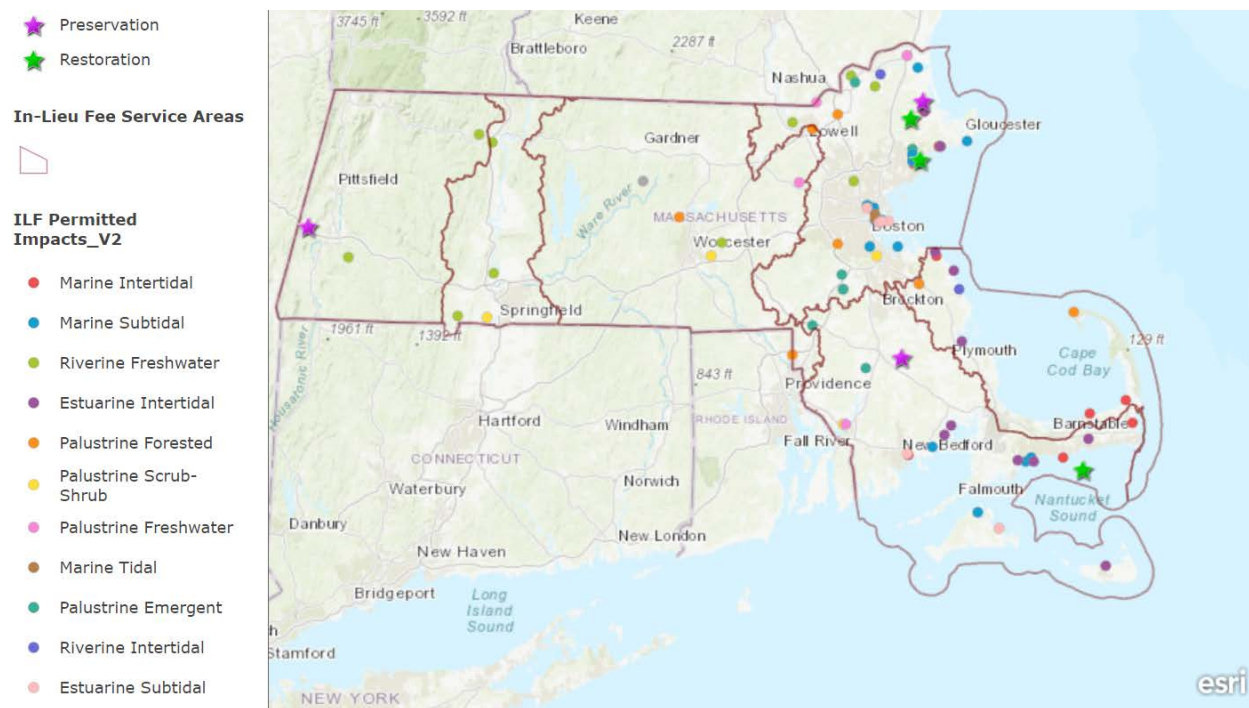 Preservation
Restoration
In-Lieu Fee Service Areas
ILF Permitted
Impacts_V2
Marine Intertidal
Marine Subtidal
Riverine Freshwater
Estuarine Intertidal
Palustrine Forested
Palustrine Scrub-
Shrub
Palustrine Freshwater
Marine Tidal
Palustrine Emergent
Riverine Intertidal
Estuarine Subtidal
3745 ft
3592 ft
Keene
Brattleboro
2287 ft
Nashua
Lowell
Gloucester
Gardner
Pittsfield
Ware River
MASSACHUSETTS
Boston
Worcester
Springfield
Brockton
1961 ft
1392 ft
Housatonic River
Plymouth
129 ft
Cape
Cod Bay
843 ft
Providence
Hartford
Windham
RHODE ISLAND
Barnstable
Fall River
New Bedford
CONNECTICUT
Waterbury
Norwich
Falmouth
Nantucket
Sound
Danbury
New London
New Haven
Bridgeport
Long
Island
Sound
h
Stamford
NEW YORK
esri